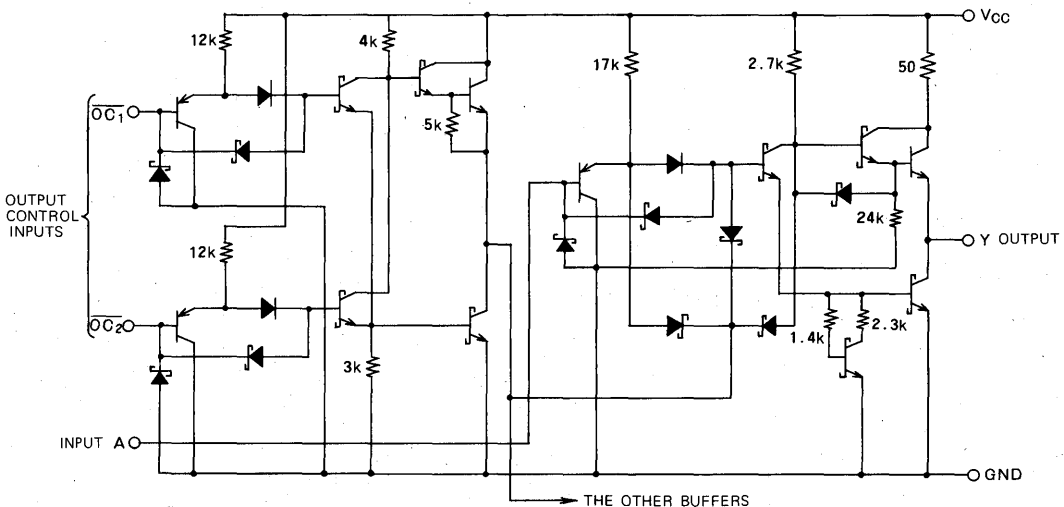 VCC
12k
4k
17k
2.7k
50
OC1
5k
OUTPUT
CONTROL
INPUTS
24k
Y OUTPUT
12k
OC2
3k
1.4k
2.3k
INPUT A
GND
THE OTHER BUFFERS